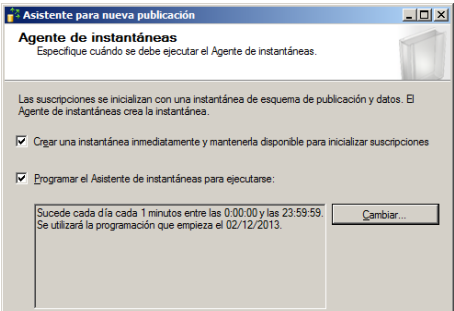 Asistente para nueva publicación
Agente de instantáneas
Especifique cuándo se debe ejecutar el Agente de instantáneas.
Las suscripciones se inicializan con una instantánea de esquema de publicación y datos. El
Agente de instantáneas crea la instantánea.
Crear una instantánea inmediatamente y mantenerla disponible para inicializar suscripciones
Programar el Asistente de instantáneas para ejecutarse:
Sucede cada día cada 1 minutos entre las 0:00:00 y las 23:59:59.
Se utilizará la programación que empieza el 02/12/2013.
Cambiar...